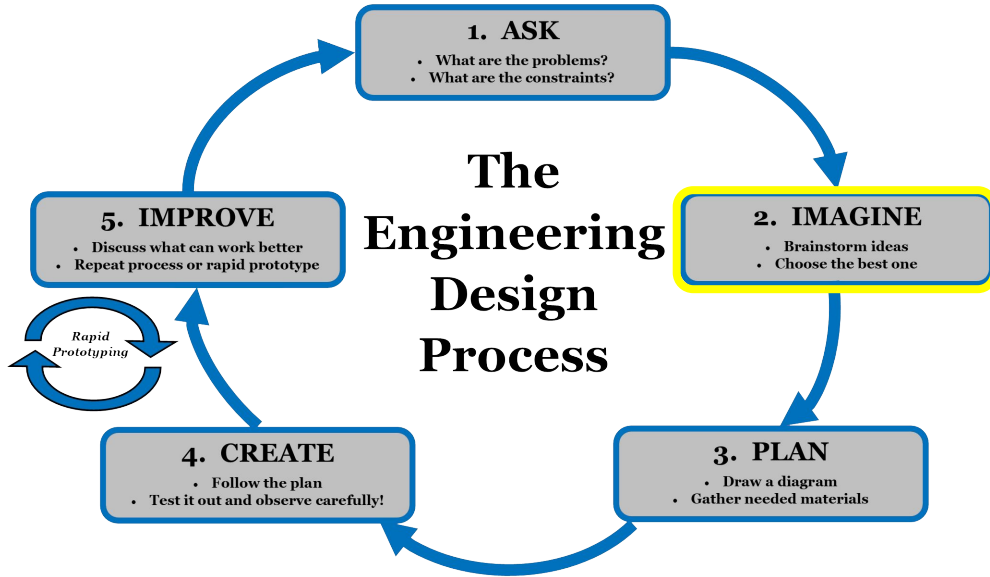 1. ASK
• What are the problems?
• What are the constraints?
The
Engineering
Design
Process
2. IMAGINE
• Brainstorm ideas
• Choose the best one
3. PLAN
• Draw a diagram
• Gather needed materials
4. CREATE
• Follow the plan
• Test it out and observe carefully!
5. IMPROVE
• Discuss what can work better
• Repeat process or rapid prototype
Rapid
Prototyping